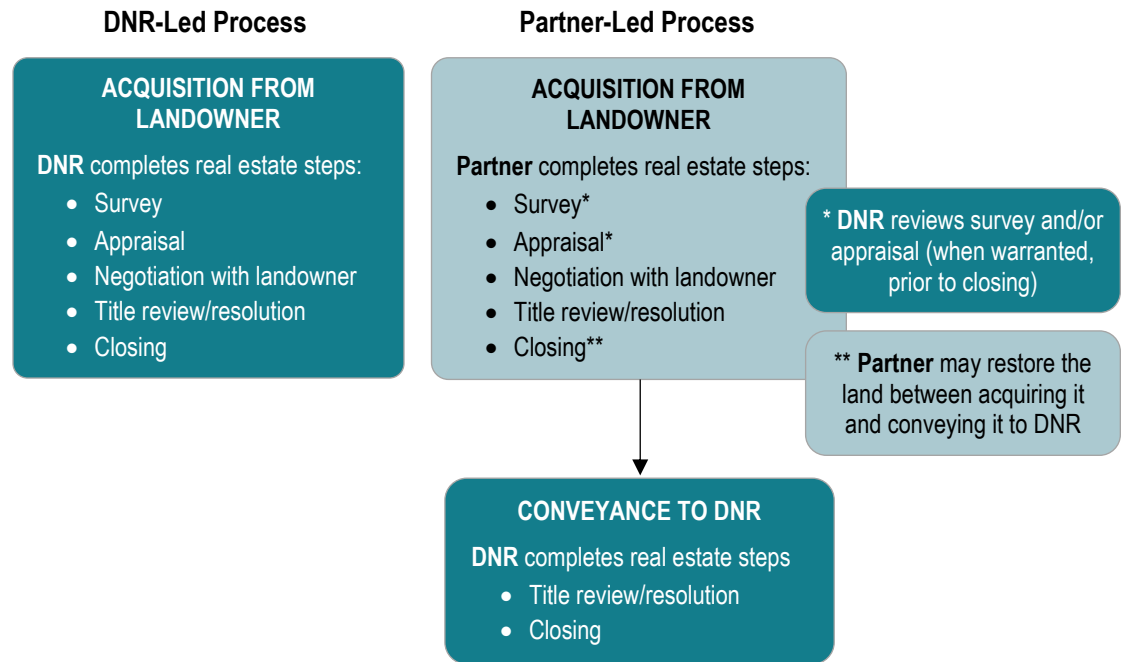 DNR-Led Process
ACQUISITION FROM
LANDOWNER
DNR completes real estate steps:
• Survey
• Appraisal
• Negotiation with landowner
• Title review/resolution
• Closing
Partner-Led Process
ACQUISITION FROM
LANDOWNER
Partner completes real estate steps:
• Survey*
• Appraisal*
• Negotiation with landowner
• Title review/resolution
• Closing**
* DNR reviews survey and/or
appraisal (when warranted,
prior to closing)
** Partner may restore the
land between acquiring it
and conveying it to DNR
CONVEYANCE TO DNR
DNR completes real estate steps
• Title review/resolution
• Closing